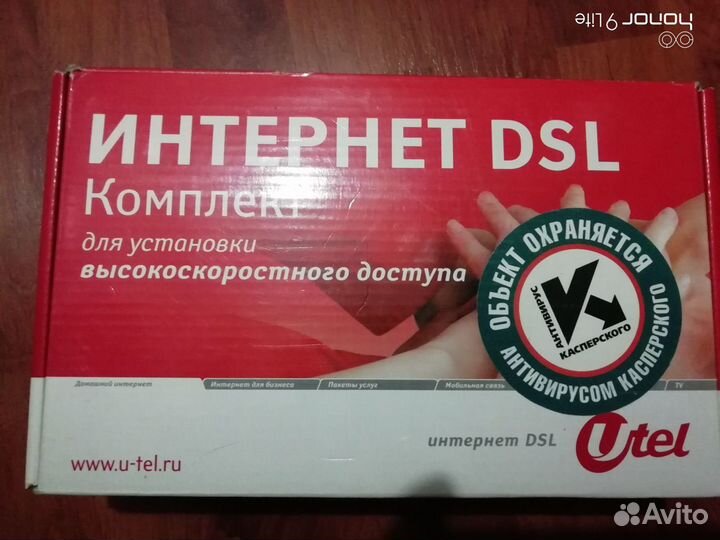 honor 9 Lite
ИНТЕРНЕТ DSL
Комплект
для установки
высокоскоростного доступа
ОБЪЕКТ ОХРАНЯЕТСЯ
АНТИВИРУСОМ КАСПЕРСКОГО
АНТИВИРУС
КАСПЕРСКОГО
Домашний интернет
Интернет для бизнеса
Пакеты услуг
Мобильная связь
TV
интернет DSL
Utel
www.u-tel.ru
Avito